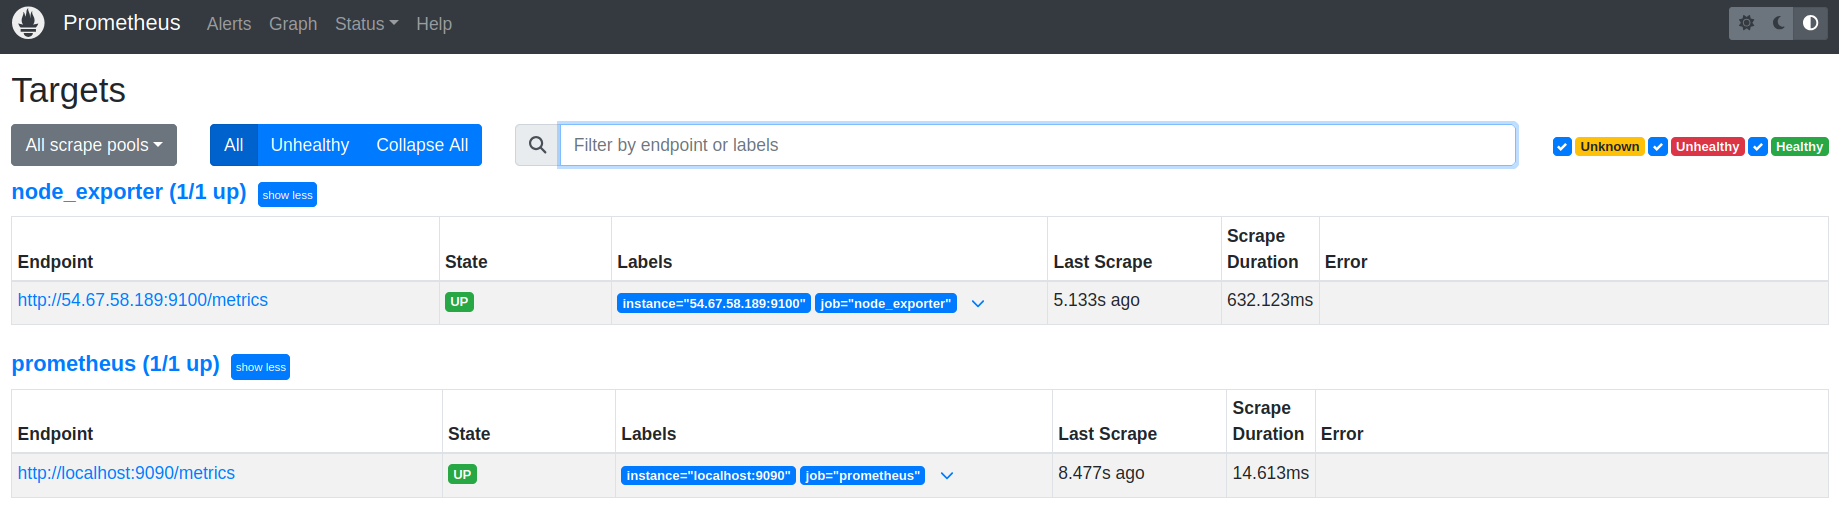 Prometheus Alerts Graph Status Help
Targets
All scrape pools All Unhealthy Collapse All Filter by endpoint or labels Unknown Unhealthy Healthy
node_exporter (1/1 up) show less
Endpoint State Labels Last Scrape Scrape Duration Error
http://54.67.58.189:9100/metrics UP instance="54.67.58.189:9100" job="node_exporter" 5.133s ago 632.123ms
prometheus (1/1 up) show less
Endpoint State Labels Last Scrape Scrape Duration Error
http://localhost:9090/metrics UP instance="localhost:9090" job="prometheus" 8.477s ago 14.613ms